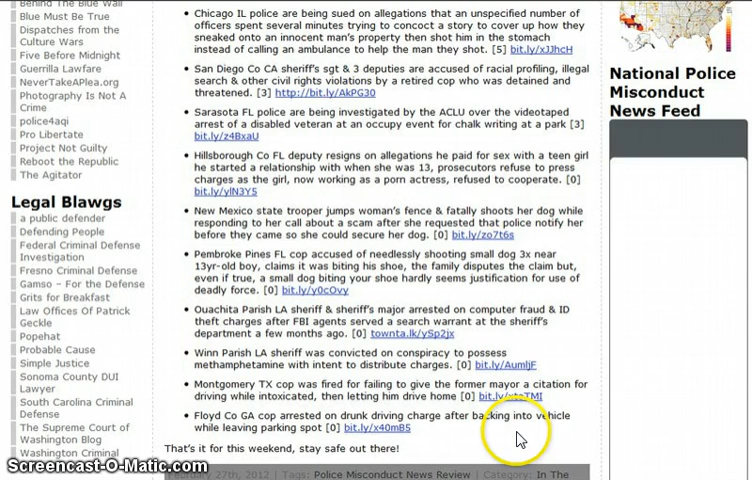 Behind The Blue Wall
Blue Must Be True
Dispatches from the
Culture Wars
Five Before Midnight
Guerrilla Lawfare
NeverTakeAPlea.org
Photography Is Not A
Crime
police4aqi
Pro Libertate
Project Not Guilty
Reboot the Republic
The Agitator
Legal Blawgs
a public defender
Defending People
Federal Criminal Defense
Investigation
Fresno Criminal Defense
Gamso – For the Defense
Grits for Breakfast
Law Offices Of Patrick
Geckle
Popehat
Probable Cause
Simple Justice
Sonoma County DUI
Lawyer
South Carolina Criminal
Defense
The Supreme Court of
Washington Blog
Washington Criminal
Chicago IL police are being sued on allegations that an unspecified number of
officers spent several minutes trying to concoct a story to cover up how they
sneaked onto an innocent man's property then shot him in the stomach
instead of calling an ambulance to help the man they shot. [5] bit.ly/xJJhcH
San Diego Co CA sheriff's sgt & 3 deputies are accused of racial profiling, illegal
search & other civil rights violations by a retired cop who was detained and
threatened. [3] http://bit.ly/AkPG30
Sarasota FL police are being investigated by the ACLU over the videotaped
arrest of a disabled veteran at an occupy event for chalk writing at a park [3]
bit.ly/z4BxaU
Hillsborough Co FL deputy resigns on allegations he paid for sex with a teen girl
he started a relationship with when she was 13, prosecutors refuse to press
charges as the girl, now working as a porn actress, refused to cooperate. [0]
bit.ly/ylN3Y5
New Mexico state trooper jumps woman's fence & fatally shoots her dog while
responding to her call about a scam after she requested that police notify her
before they came so she could secure her dog. [0] bit.ly/zo7t6s
Pembroke Pines FL cop accused of needlessly shooting small dog 3x near
13yr-old boy, claims it was biting his shoe, the family disputes the claim but,
even if true, a small dog biting your shoe hardly seems justification for use of
deadly force. [0] bit.ly/y0cOvy
Ouachita Parish LA sheriff & sheriff's major arrested on computer fraud & ID
theft charges after FBI agents served a search warrant at the sheriff's
department a few months ago. [0] townta.lk/ySp2jx
Winn Parish LA sheriff was convicted on conspiracy to possess
methamphetamine with intent to distribute charges. [0] bit.ly/AumljF
Montgomery TX cop was fired for failing to give the former mayor a citation for
driving while intoxicated, then letting him drive home [0]
Floyd Co GA cop arrested on drunk driving charge after backing into vehicle
while leaving parking spot [0] bit.ly/x40mBS
That's it for this weekend, stay safe out there!
February 27th, 2012 | Tags: Police Misconduct News Review | Category: In The
National Police
Misconduct
News Feed
Screencast-O-Matic.com